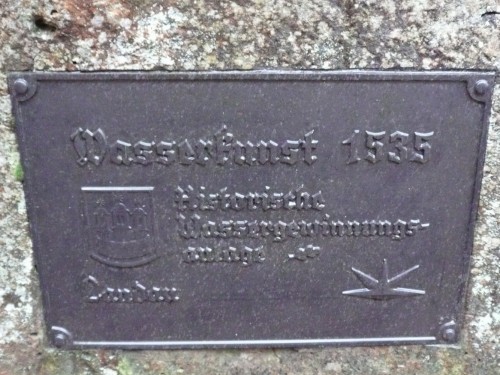 Wasserkunst 1535
Historische
Wassergewinnungs-
anlage
Landau